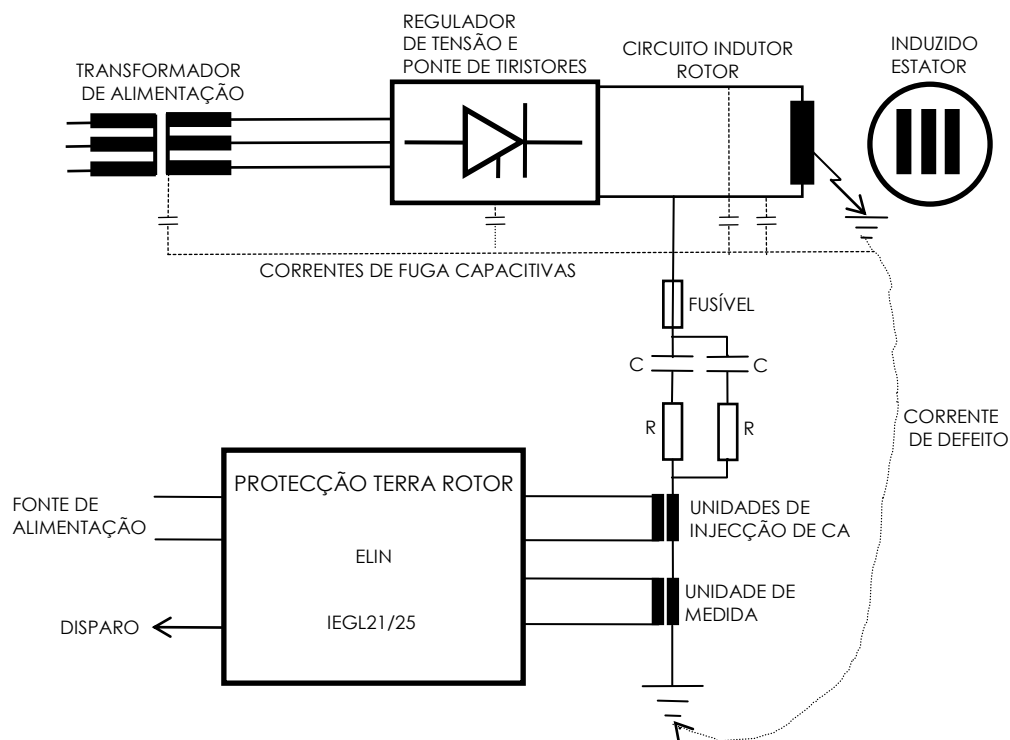 REGULADOR
DE TENSÃO E
PONTE DE TIRISTORES
CIRCUITO INDUTOR
ROTOR
INDUZIDO
ESTATOR
TRANSFORMADOR
DE ALIMENTAÇÃO
CORRENTES DE FUGA CAPACITIVAS
FUSÍVEL
C
C
R
R
CORRENTE
DE DEFEITO
PROTECÇÃO TERRA ROTOR
ELIN
IEGL21/25
FONTE DE
ALIMENTAÇÃO
DISPARO
UNIDADES DE
INJECÇÃO DE CA
UNIDADE DE
MEDIDA